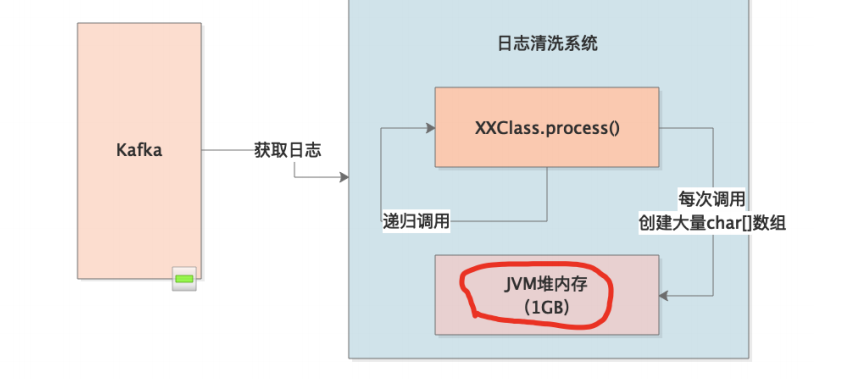 日志清洗系统
XXClass.process()
Kafka
获取日志
每次调用
创建大量char[]数组
递归调用
JVM堆内存
（1GB）